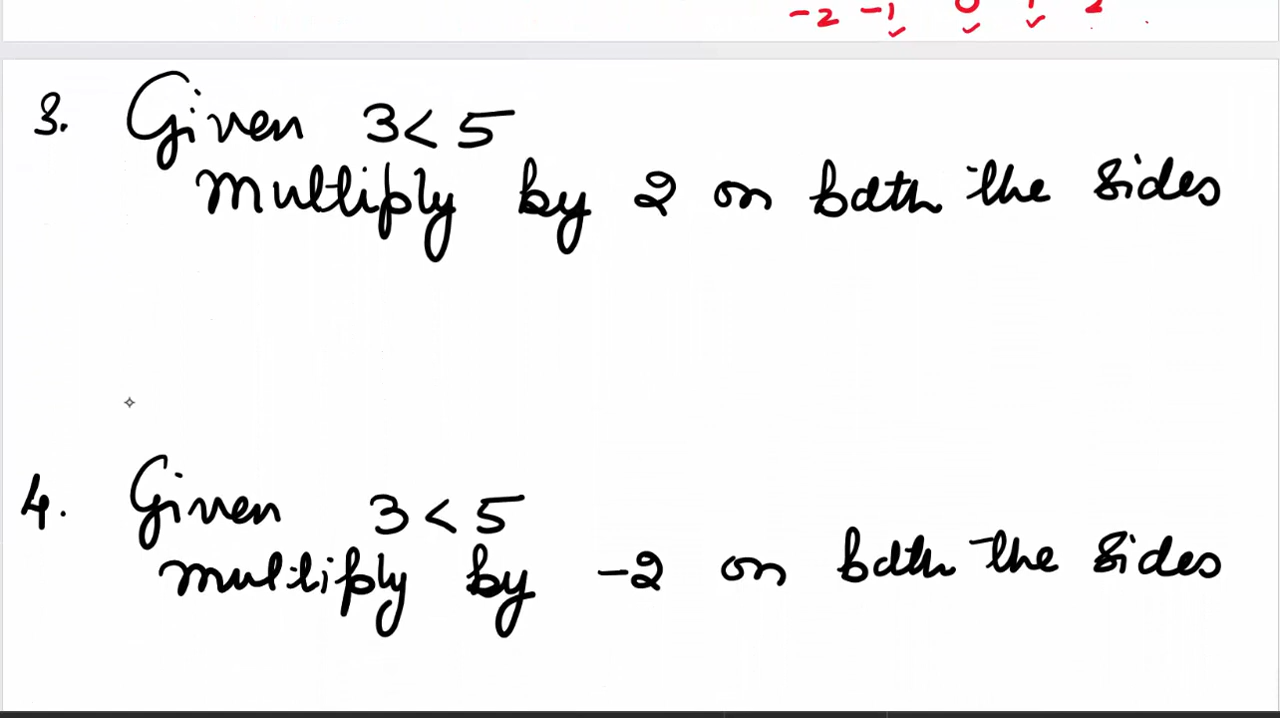 -2 -1 0 1 2
3. Given 3 < 5
multiply by 2 on both the sides
4. Given 3 < 5
multiply by -2 on both the sides